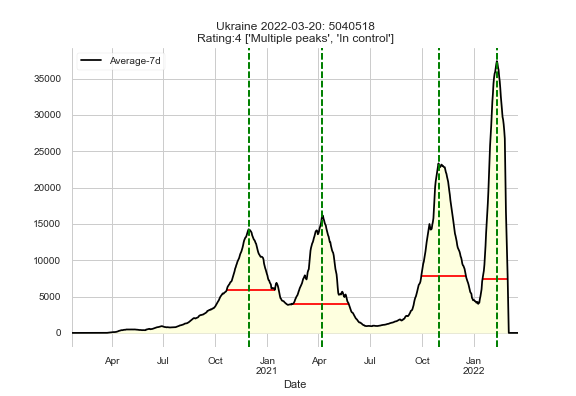 Ukraine 2022-03-20: 5040518
Rating:4 ['Multiple peaks', 'In control']
Average-7d
35000
30000
25000
20000
15000
10000
5000
0
Apr Jul Oct Jan Apr Jul Oct Jan
2021 2022
Date